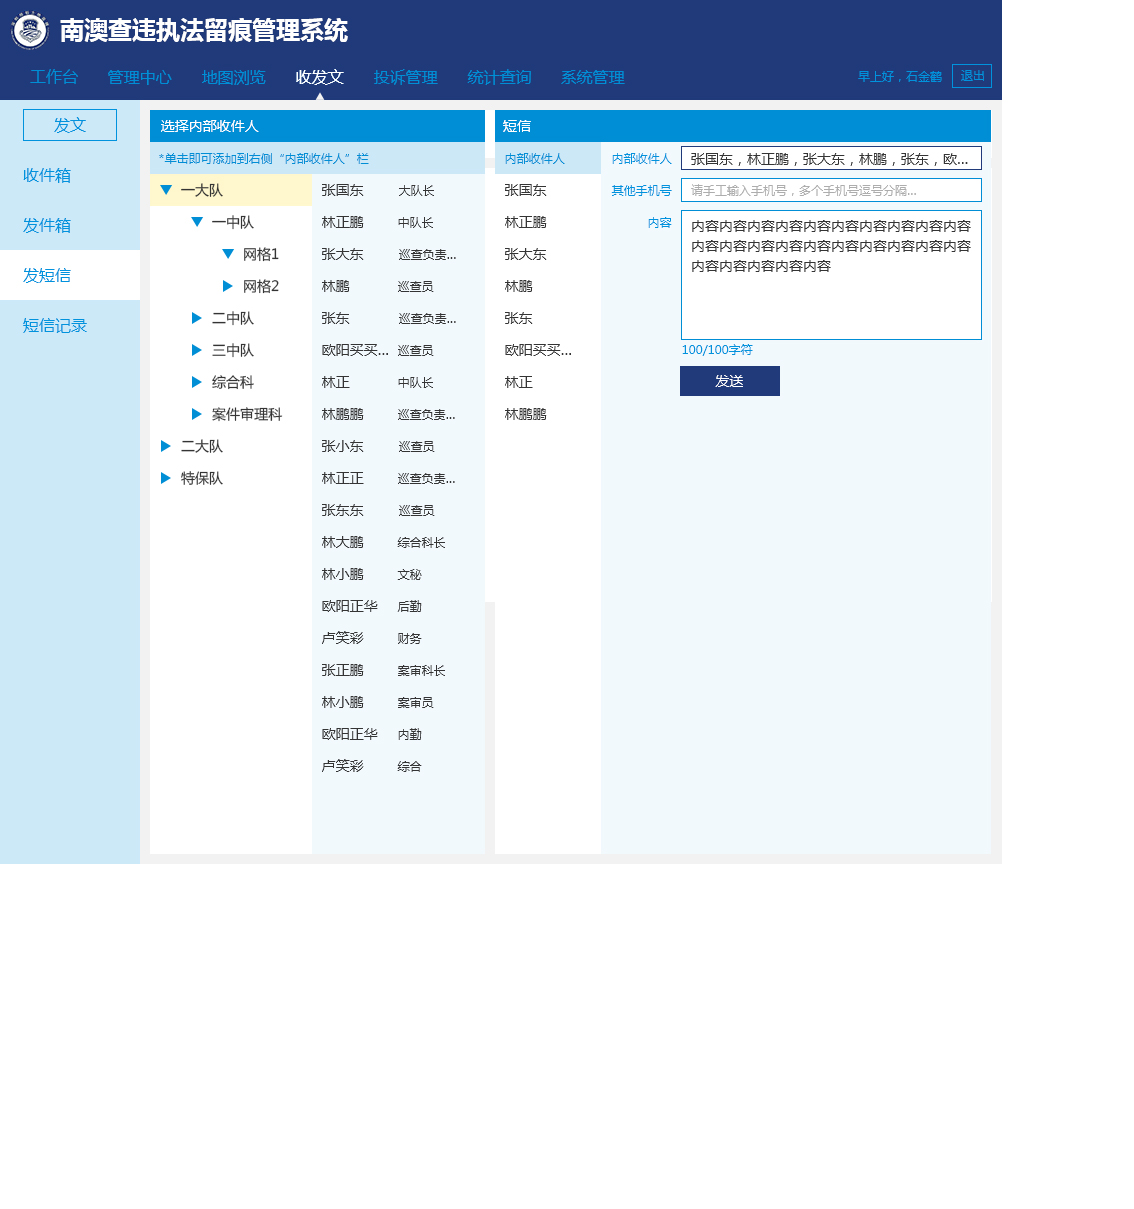 南澳查违执法留痕管理系统
工作台 管理中心 地图浏览 收发文 投诉管理 统计查询 系统管理 早上好，石金鹤 退出
发文
收件箱
发件箱
发短信
短信记录
选择内部收件人
*单击即可添加到右侧“内部收件人”栏
一大队
一中队
网格1
网格2
二中队
三中队
综合科
案件审理科
二大队
特保队
张国东 大队长
林正鹏 中队长
张大东 巡查负责...
林鹏 巡查员
张东 巡查负责...
欧阳买买... 巡查员
林正 中队长
林鹏鹏 巡查负责...
张小东 巡查员
林正正 巡查负责...
张东东 巡查员
林大鹏 综合科长
林小鹏 文秘
欧阳正华 后勤
卢笑彩 财务
张正鹏 案审科长
林小鹏 案审员
欧阳正华 内勤
卢笑彩 综合
短信
内部收件人
张国东
林正鹏
张大东
林鹏
张东
欧阳买买...
林正
林鹏鹏
内部收件人 张国东，林正鹏，张大东，林鹏，张东，欧...
其他手机号 请手工输入手机号，多个手机号逗号分隔...
内容 内容内容内容内容内容内容内容内容内容内容
内容内容内容内容内容内容内容内容内容内容
内容内容内容内容内容
100/100字符
发送